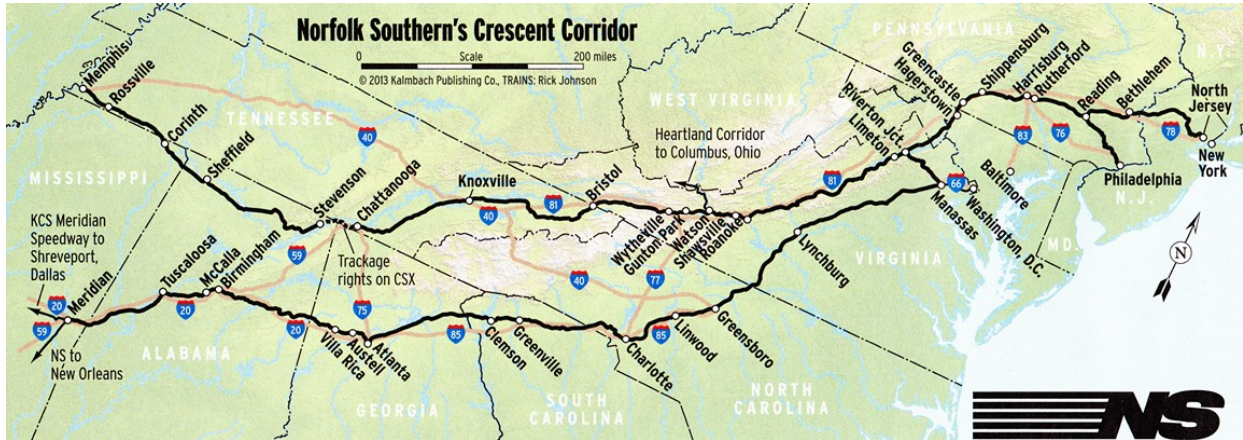 Norfolk Southern's Crescent Corridor
0
Scale
200 miles
© 2013 Kalmbach Publishing Co., TRAINS: Rick Johnson
PENNSYLVANIA
N.Y.
WEST VIRGINIA
TENNESSEE
MISSISSIPPI
ALABAMA
GEORGIA
SOUTH
CAROLINA
NORTH
CAROLINA
VIRGINIA
MD.
N.J.
Memphis
Rossville
Corinth
Sheffield
Stevenson
Chattanooga
Knoxville
Bristol
Wytheville
Gunton Park
Watson
Shawsville
Roanoke
Limeton
Riverton Jct.
Hagerstown
Greencastle
Shippensburg
Harrisburg
Rutherford
Reading
Bethlehem
North
Jersey
New
York
Philadelphia
Baltimore
Washington, D.C.
Manassas
Lynchburg
Greensboro
Linwood
Charlotte
Greenville
Clemson
Atlanta
Austell
Villa Rica
Birmingham
McCalla
Tuscaloosa
Meridian
Heartland Corridor
to Columbus, Ohio
KCS Meridian
Speedway to
Shreveport,
Dallas
NS to
New Orleans
Trackage
rights on CSX
40
40
81
81
83
76
78
66
77
40
85
85
75
59
20
20
20
59
N
NS